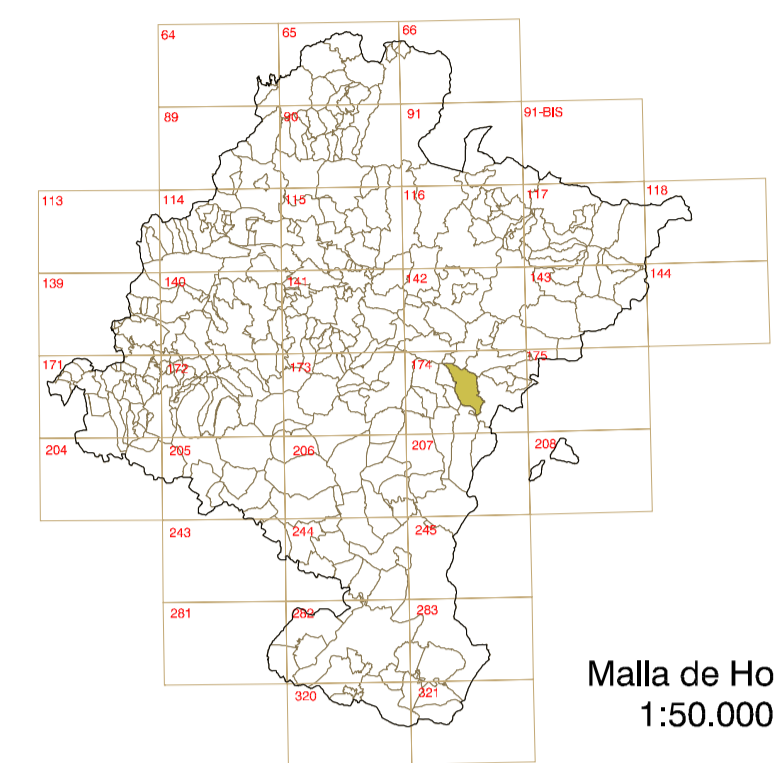 64 65 66
89 90 91 91-BIS
113 114 115 116 117 118
139 140 141 142 143 144
171 172 173 174 175
204 205 206 207 208
243 244 245
281 282 283
320 321
Malla de Ho
1:50.000